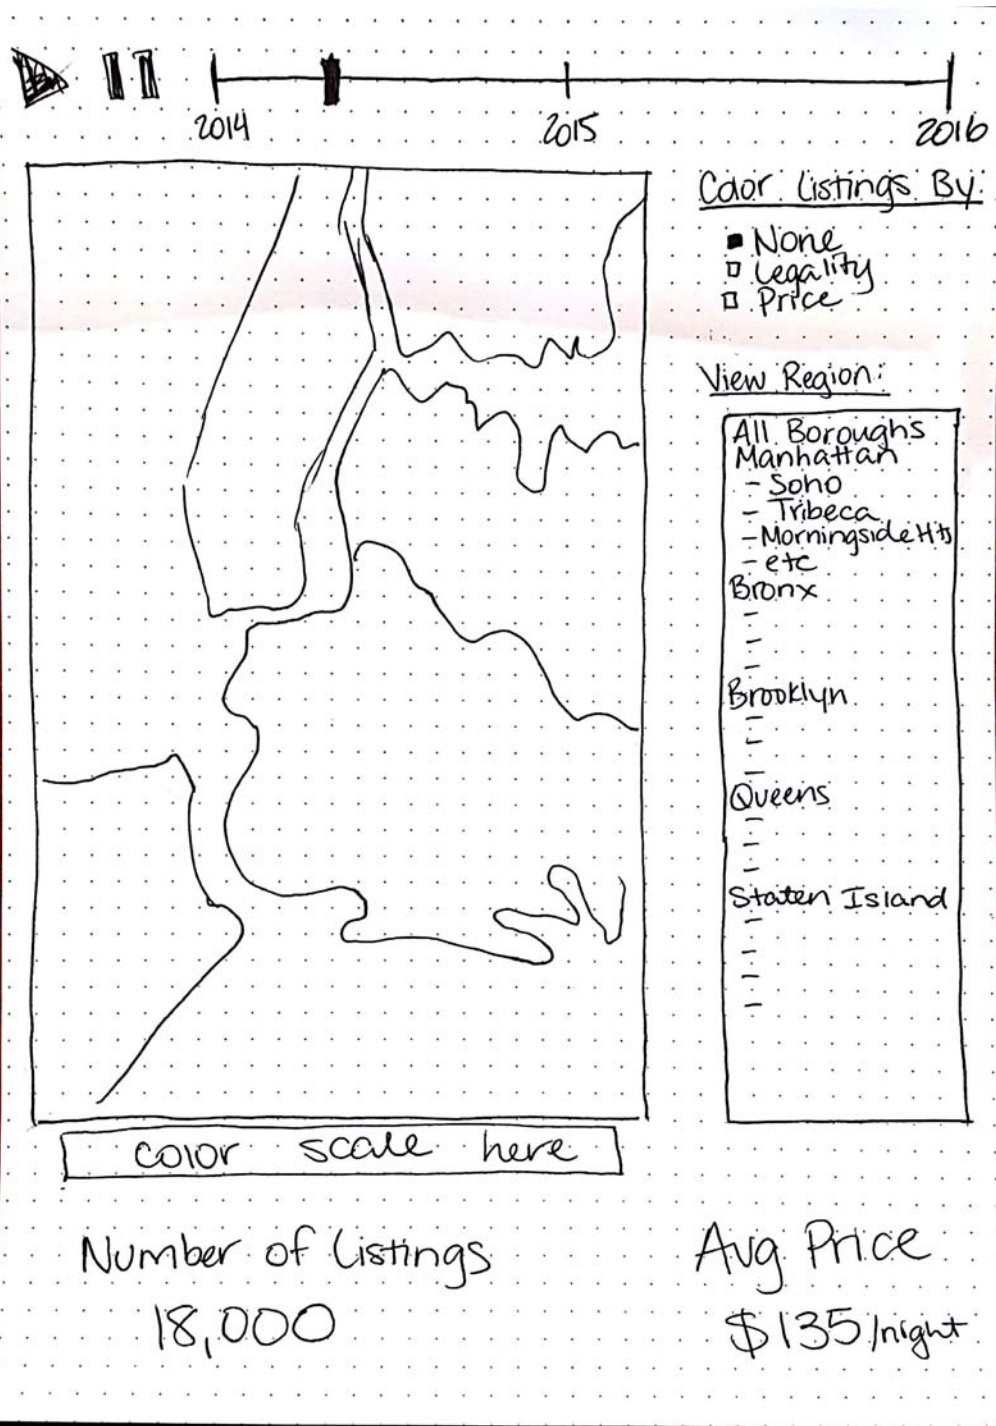 2014 2015 2016
Color Listings By:
None
Legality
Price
View Region:
All Boroughs
Manhattan
- Soho
- Tribeca
- Morningside Hts
- etc
Bronx
-
-
-
Brooklyn
-
-
-
Queens
-
-
-
Staten Island
-
-
-
-
color scale here
Number of Listings
18,000
Avg Price
$135/night